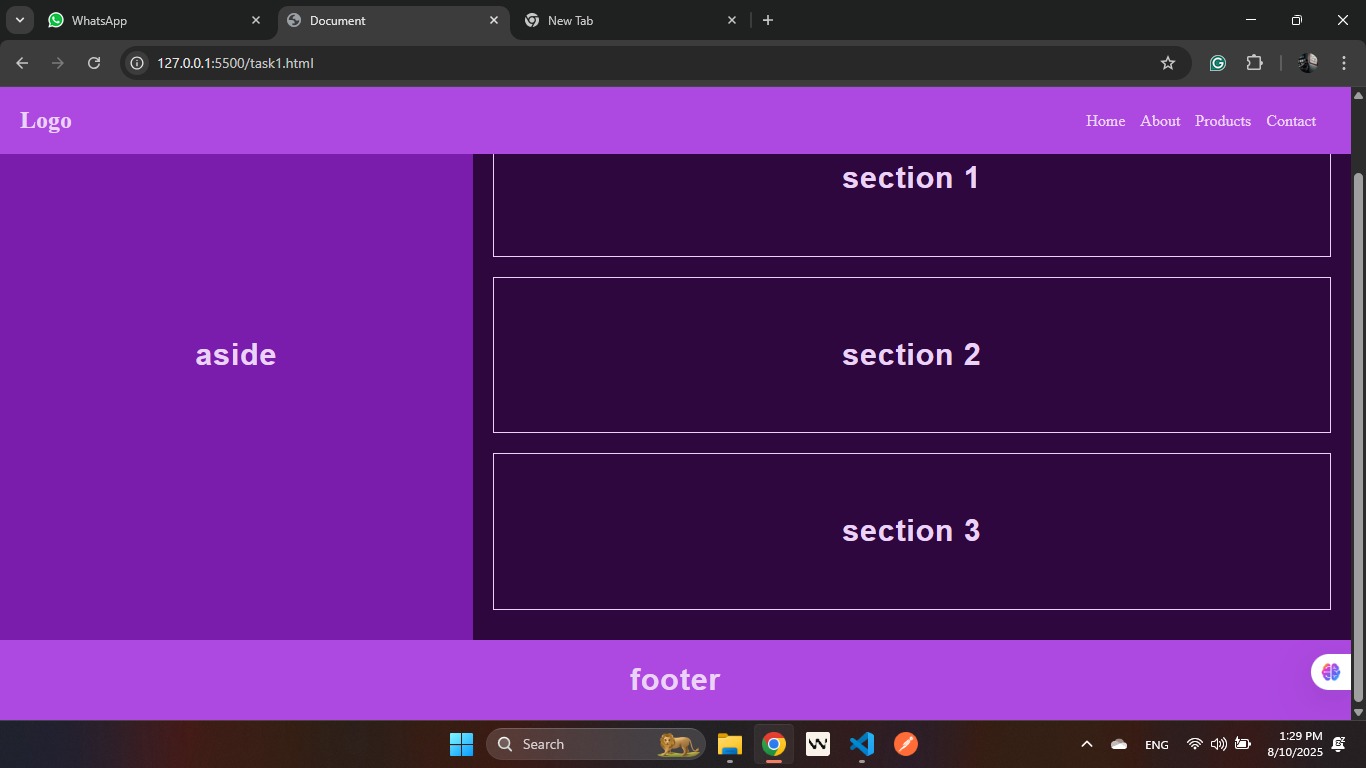 WhatsApp
Document
New Tab
127.0.0.1:5500/task1.html
Logo
Home About Products Contact
section 1
aside
section 2
section 3
footer
Search
ENG
1:29 PM
8/10/2025